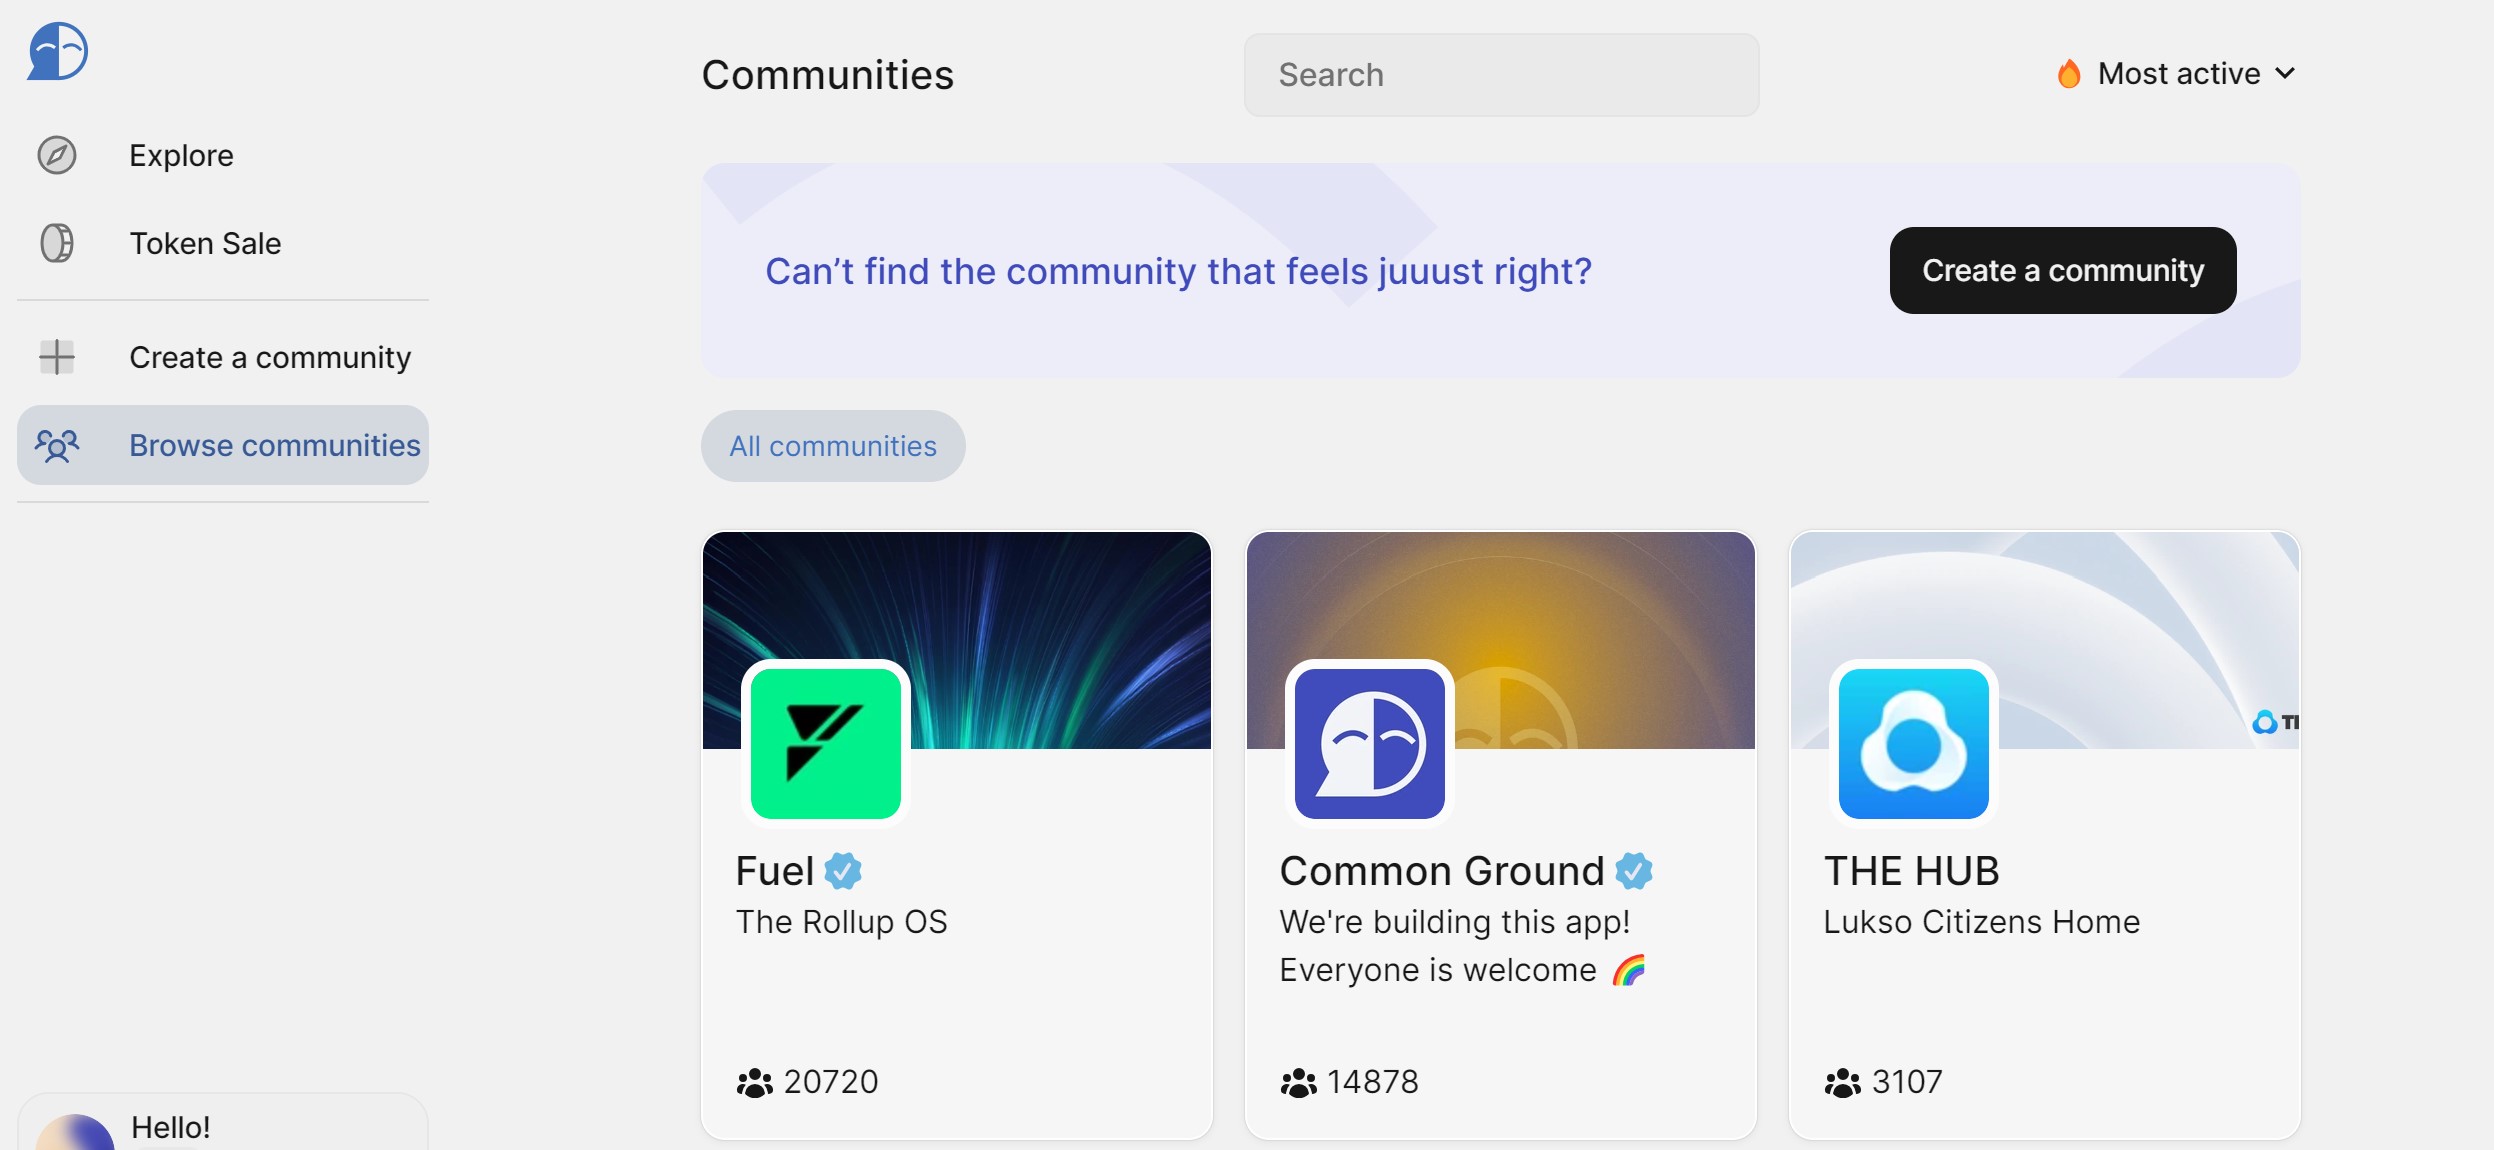 Explore
Token Sale
Create a community
Browse communities
Hello!
Communities
Search
Most active
Can’t find the community that feels juuust right?
Create a community
All communities
Fuel
The Rollup OS
20720
Common Ground
We're building this app!
Everyone is welcome 🌈
14878
THE HUB
Lukso Citizens Home
3107